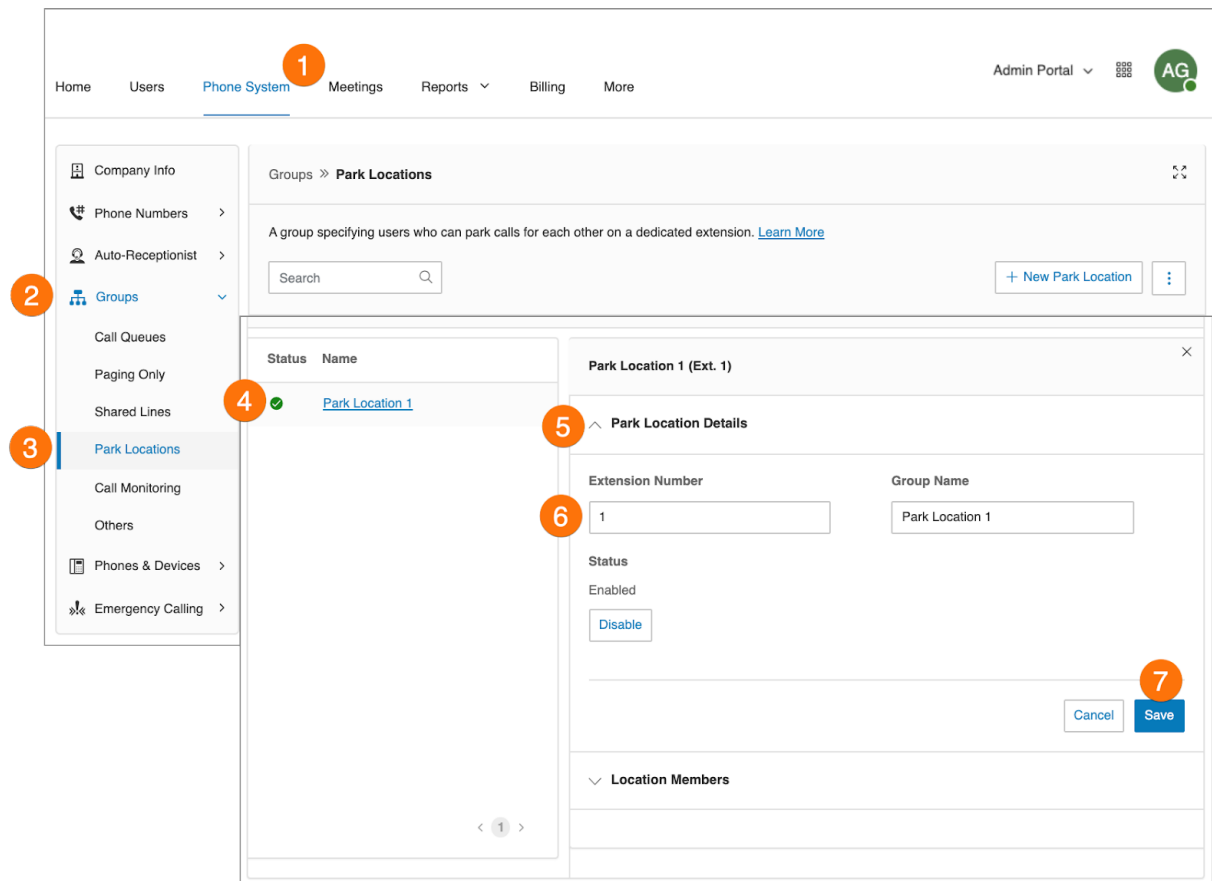 1
Home Users Phone System Meetings Reports Billing More Admin Portal AG
Company Info
Phone Numbers
Auto-Receptionist
2 Groups
Call Queues
Paging Only
Shared Lines
3 Park Locations
Call Monitoring
Others
Phones & Devices
Emergency Calling
Groups » Park Locations
A group specifying users who can park calls for each other on a dedicated extension. Learn More
Search + New Park Location
Status Name
4 Park Location 1
< 1 >
Park Location 1 (Ext. 1)
5 Park Location Details
Extension Number Group Name
6 1 Park Location 1
Status
Enabled
Disable
7
Cancel Save
Location Members